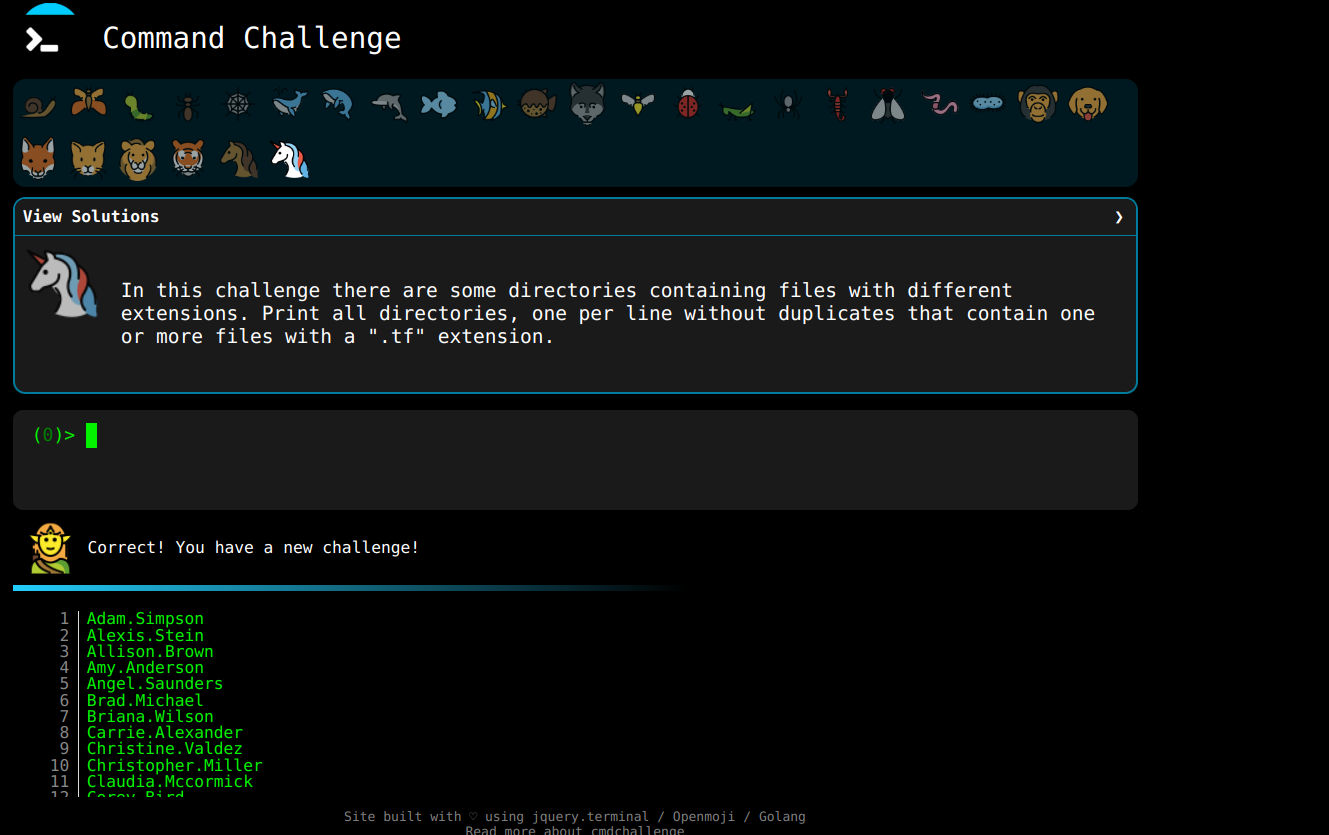 Command Challenge
View Solutions ❯
In this challenge there are some directories containing files with different
extensions. Print all directories, one per line without duplicates that contain one
or more files with a ".tf" extension.
(0)>
Correct! You have a new challenge!
1 Adam.Simpson
2 Alexis.Stein
3 Allison.Brown
4 Amy.Anderson
5 Angel.Saunders
6 Brad.Michael
7 Briana.Wilson
8 Carrie.Alexander
9 Christine.Valdez
10 Christopher.Miller
11 Claudia.Mccormick
12 Corey.Bird
Site built with ♡ using jquery.terminal / Openmoji / Golang
Read more about cmdchallenge